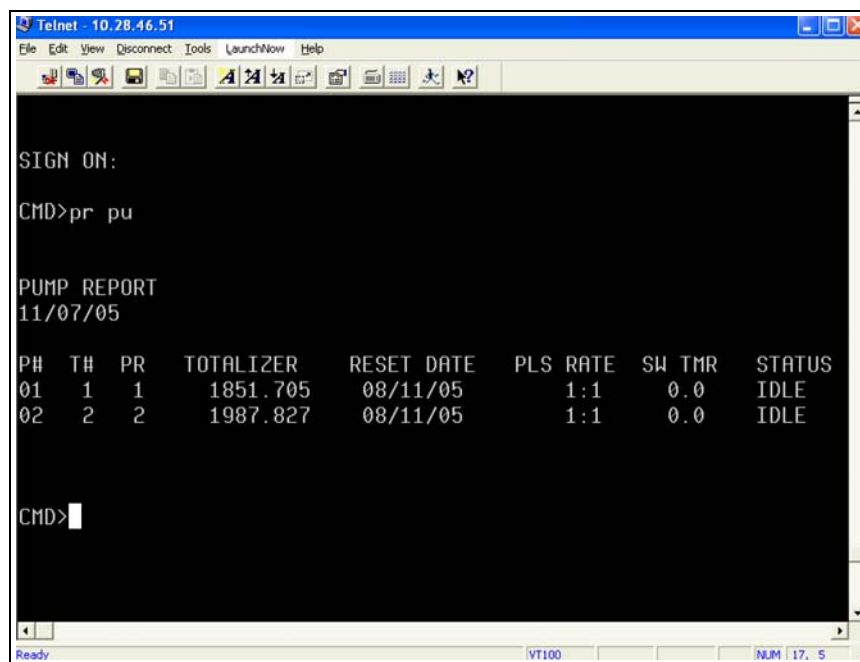 Telnet - 10.28.46.51
File Edit View Disconnect Tools LaunchNow Help
SIGN ON:
CMD>pr pu
PUMP REPORT
11/07/05
P# T# PR TOTALIZER RESET DATE PLS RATE SW TMR STATUS
01 1 1 1851.705 08/11/05 1:1 0.0 IDLE
02 2 2 1987.827 08/11/05 1:1 0.0 IDLE
CMD>
Ready VT100 NUM 17, 5